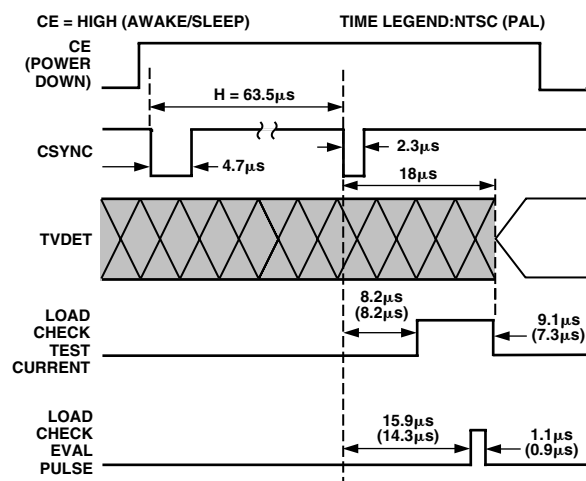 CE = HIGH (AWAKE/SLEEP)
TIME LEGEND:NTSC (PAL)
CE
(POWER
DOWN)
H = 63.5µs
CSYNC
4.7µs
2.3µs
18µs
TVDET
8.2µs
(8.2µs)
LOAD
CHECK
TEST
CURRENT
9.1µs
(7.3µs)
15.9µs
(14.3µs)
LOAD
CHECK
EVAL
PULSE
1.1µs
(0.9µs)